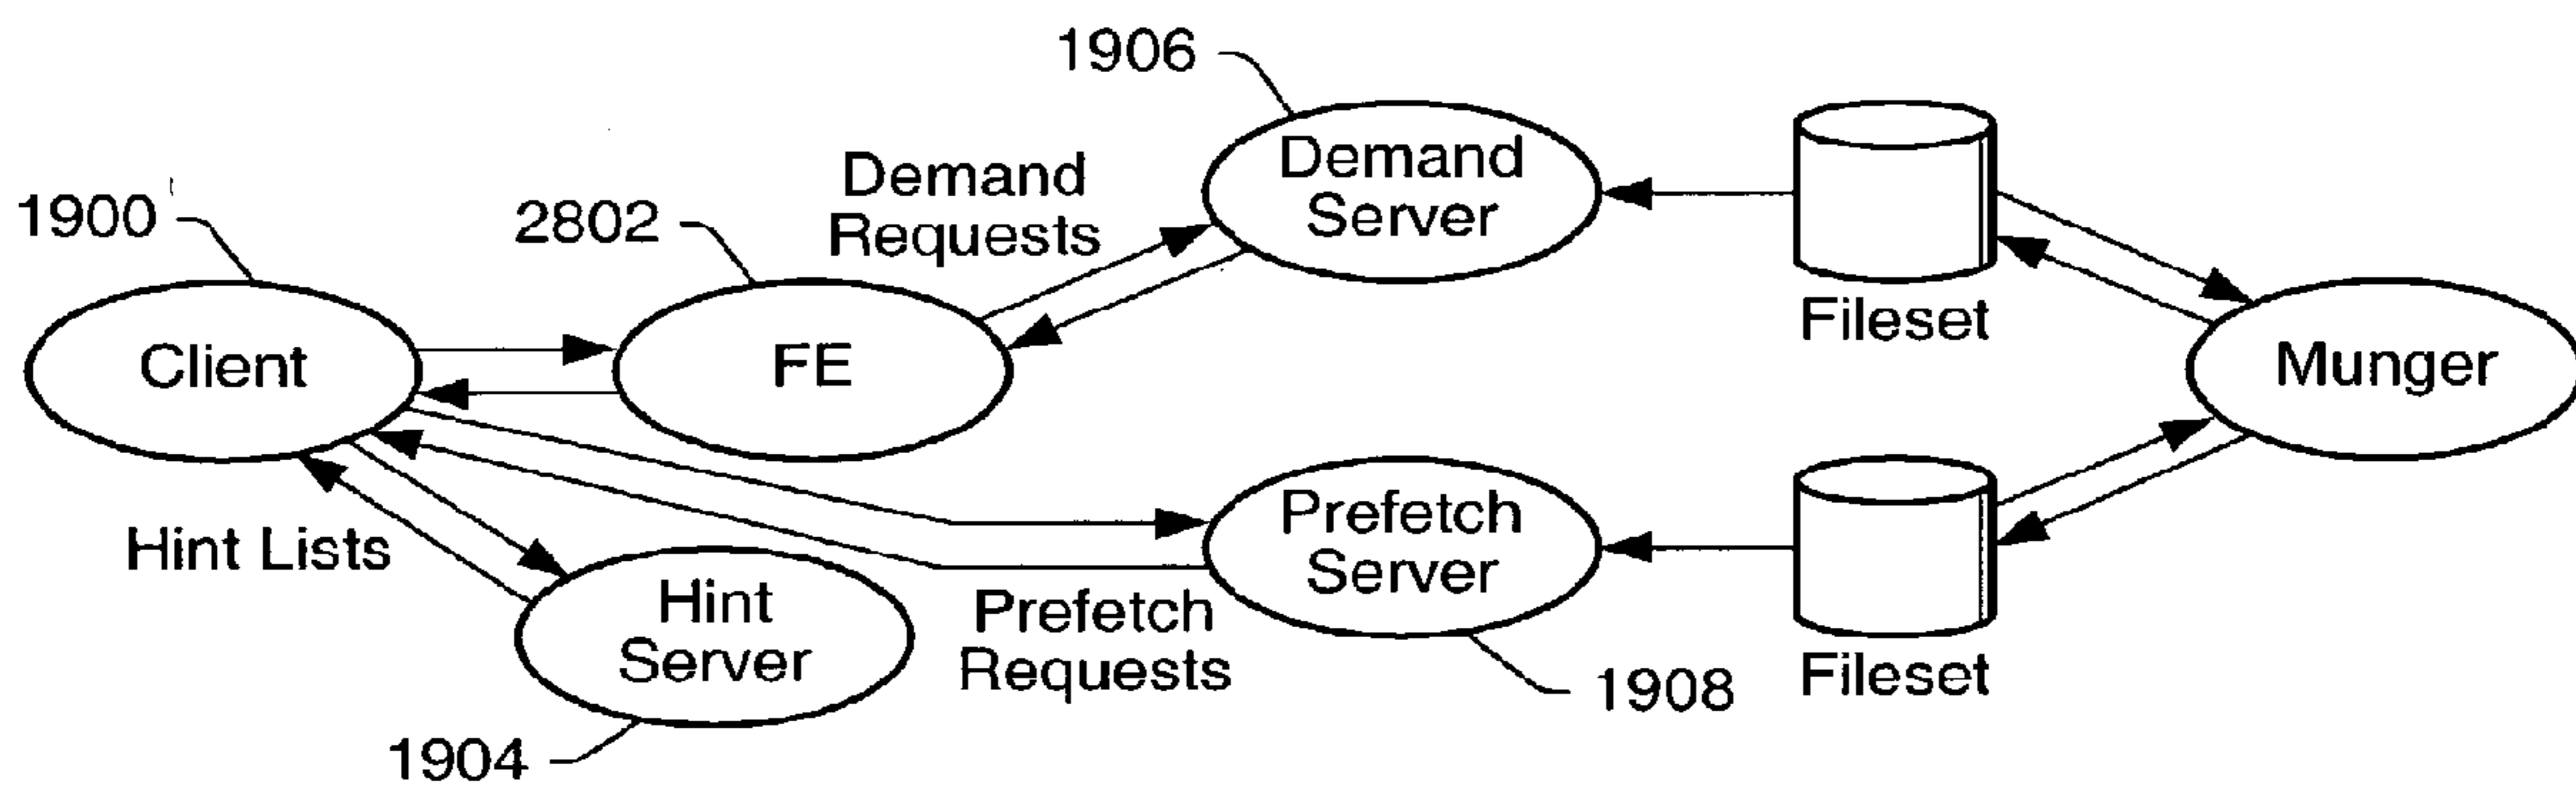 1906
Demand
Requests
Demand
Server
1900
2802
Fileset
Client
FE
Munger
Hint Lists
Prefetch
Server
Hint
Server
Prefetch
Requests
1908
Fileset
1904